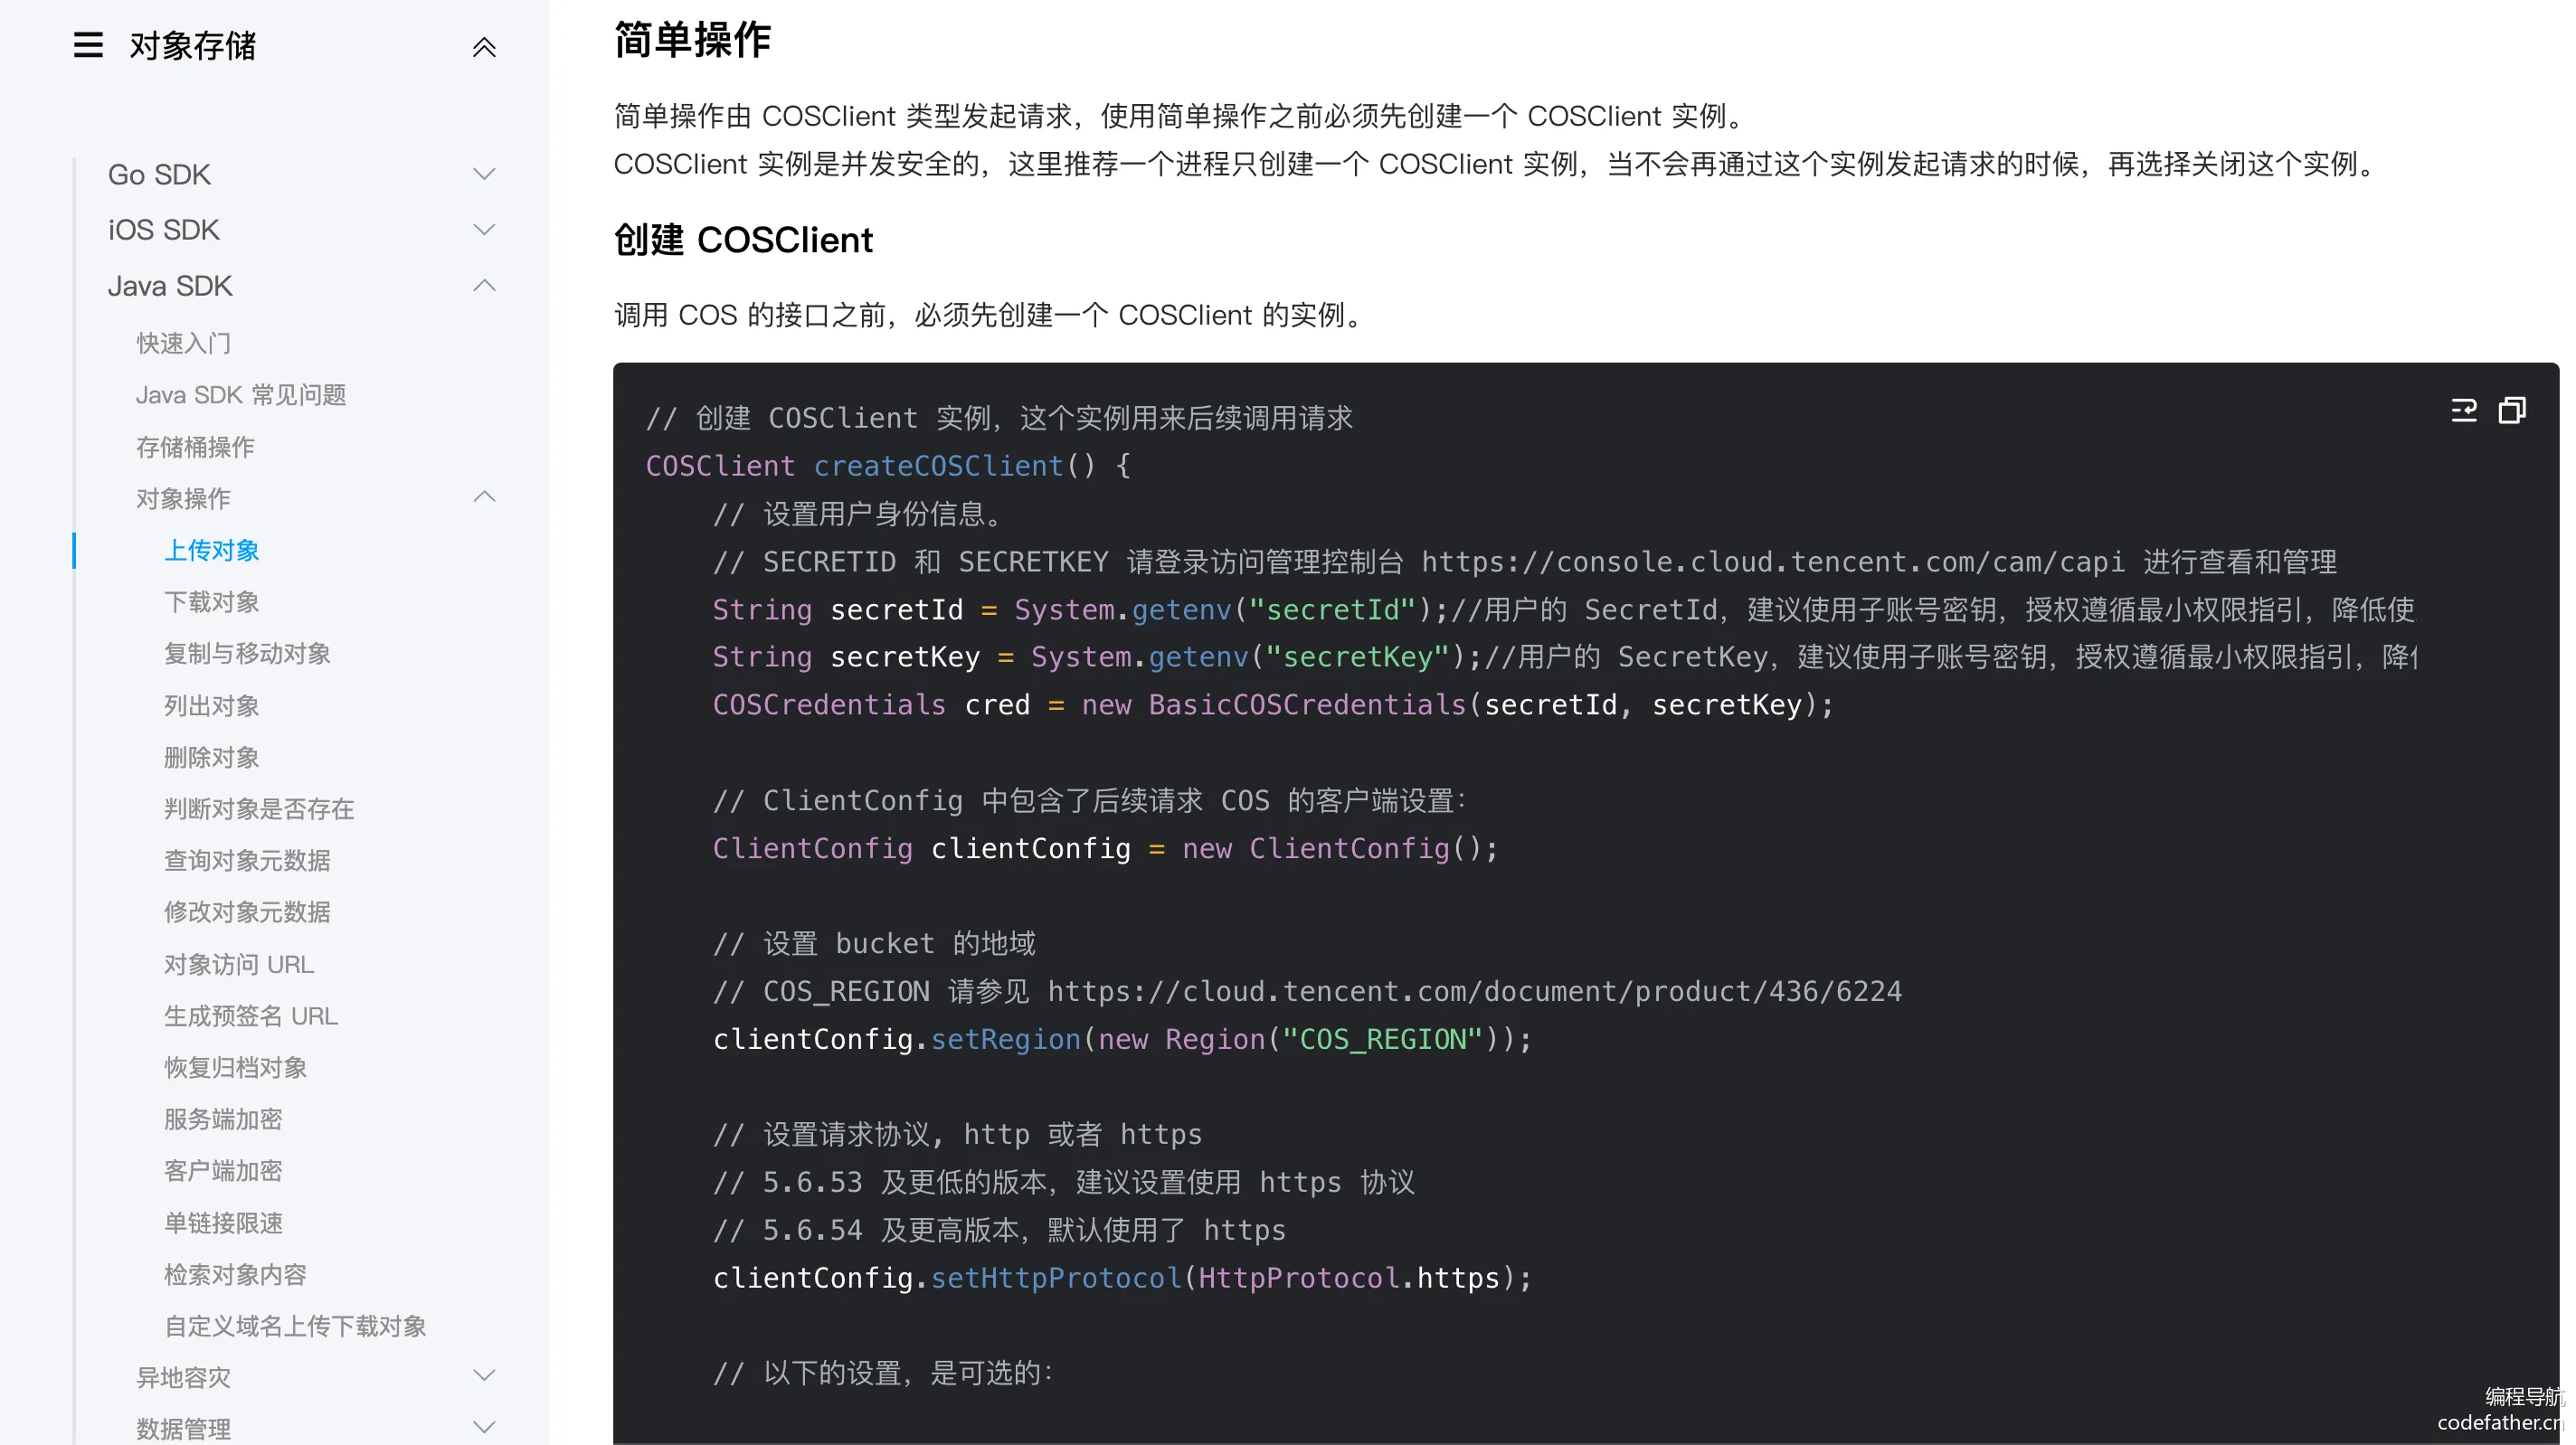 对象存储
Go SDK
iOS SDK
Java SDK
快速入门
Java SDK 常见问题
存储桶操作
对象操作
上传对象
下载对象
复制与移动对象
列出对象
删除对象
判断对象是否存在
查询对象元数据
修改对象元数据
对象访问 URL
生成预签名 URL
恢复归档对象
服务端加密
客户端加密
单链接限速
检索对象内容
自定义域名上传下载对象
异地容灾
数据管理
简单操作
简单操作由 COSClient 类型发起请求，使用简单操作之前必须先创建一个 COSClient 实例。
COSClient 实例是并发安全的，这里推荐一个进程只创建一个 COSClient 实例，当不会再通过这个实例发起请求的时候，再选择关闭这个实例。
创建 COSClient
调用 COS 的接口之前，必须先创建一个 COSClient 的实例。
// 创建 COSClient 实例，这个实例用来后续调用请求
COSClient createCOSClient() {
// 设置用户身份信息。
// SECRETID 和 SECRETKEY 请登录访问管理控制台 https://console.cloud.tencent.com/cam/capi 进行查看和管理
String secretId = System.getenv("secretId");//用户的 SecretId，建议使用子账号密钥，授权遵循最小权限指引，降低使
String secretKey = System.getenv("secretKey");//用户的 SecretKey，建议使用子账号密钥，授权遵循最小权限指引，降
COSCredentials cred = new BasicCOSCredentials(secretId, secretKey);
// ClientConfig 中包含了后续请求 COS 的客户端设置：
ClientConfig clientConfig = new ClientConfig();
// 设置 bucket 的地域
// COS_REGION 请参见 https://cloud.tencent.com/document/product/436/6224
clientConfig.setRegion(new Region("COS_REGION"));
// 设置请求协议, http 或者 https
// 5.6.53 及更低的版本，建议设置使用 https 协议
// 5.6.54 及更高版本，默认使用了 https
clientConfig.setHttpProtocol(HttpProtocol.https);
// 以下的设置，是可选的：
编程导航
codefather.cn